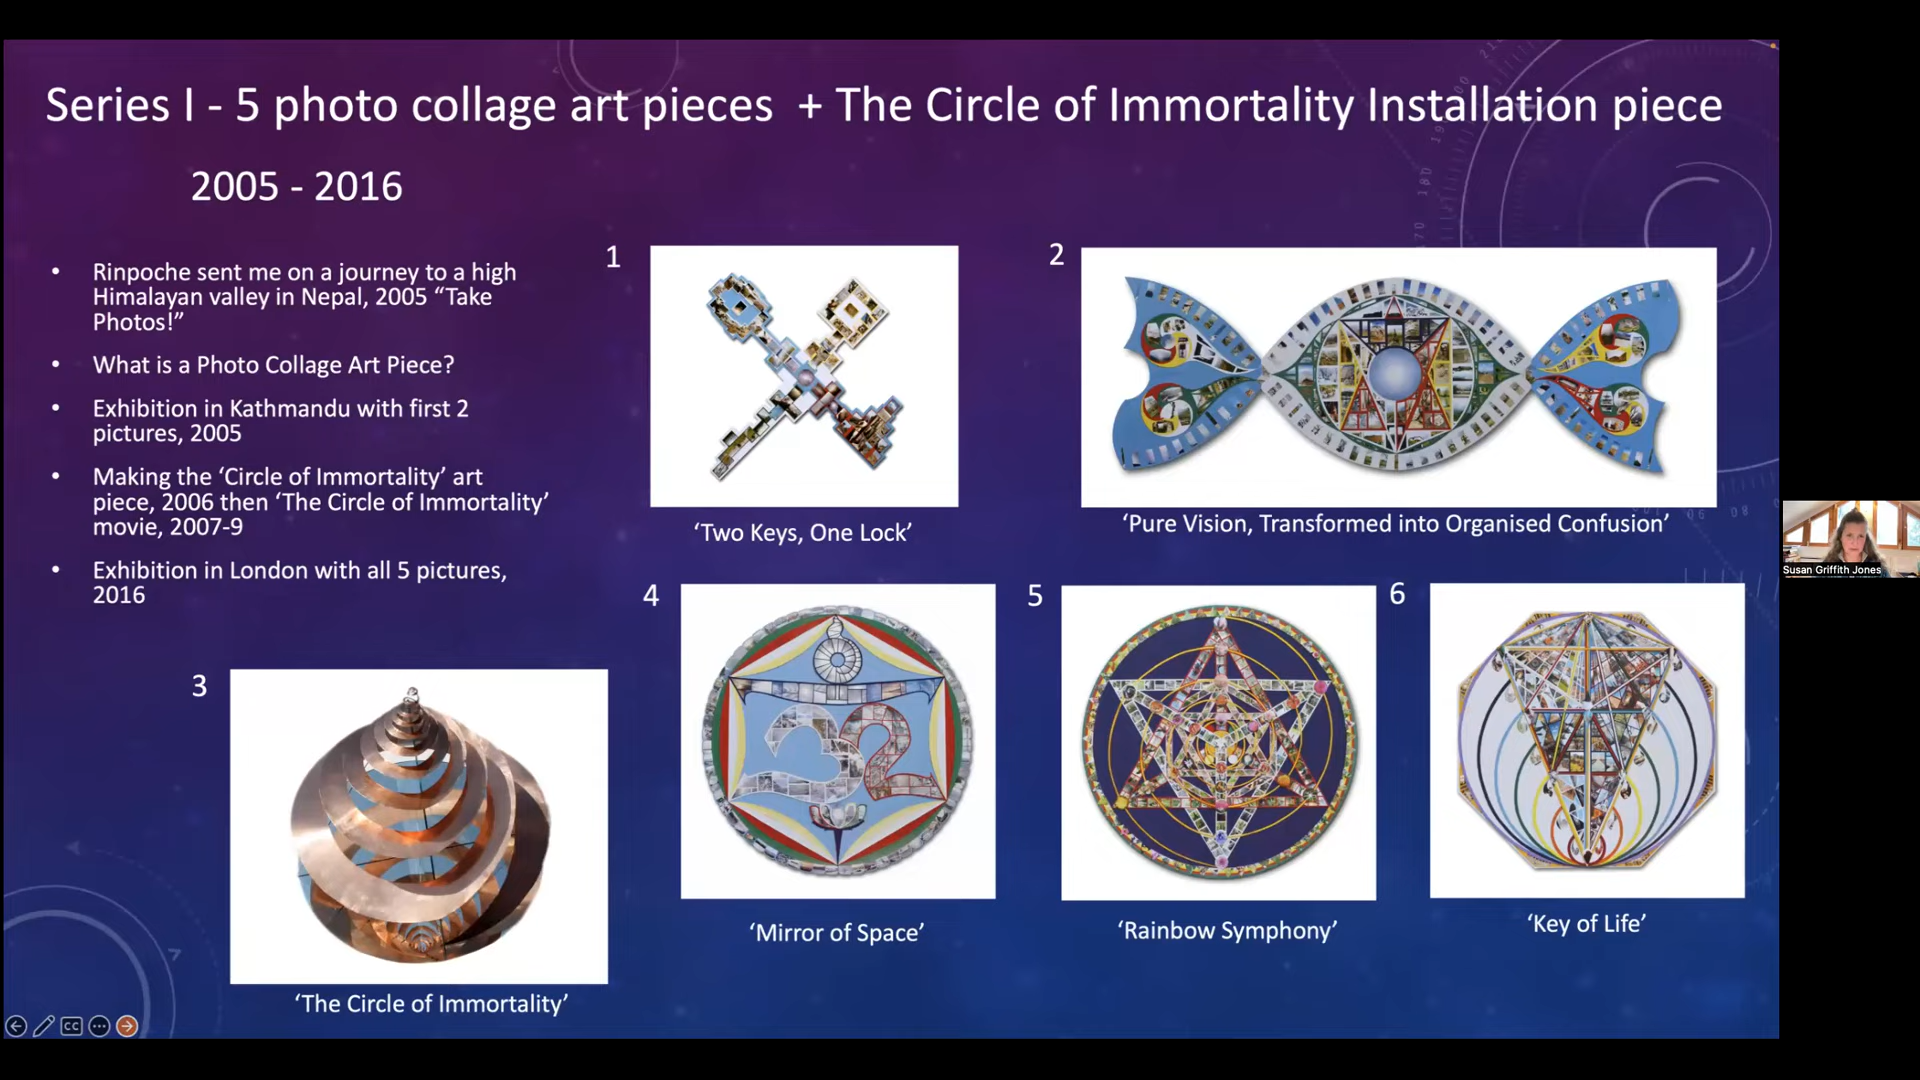 Series I - 5 photo collage art pieces + The Circle of Immortality Installation piece
2005 - 2016
• Rinpoche sent me on a journey to a high
Himalayan valley in Nepal, 2005 “Take
Photos!”
• What is a Photo Collage Art Piece?
• Exhibition in Kathmandu with first 2
pictures, 2005
• Making the ‘Circle of Immortality’ art
piece, 2006 then ‘The Circle of Immortality’
movie, 2007-9
• Exhibition in London with all 5 pictures,
2016
1
‘Two Keys, One Lock’
2
‘Pure Vision, Transformed into Organised Confusion’
3
‘The Circle of Immortality’
4
32
‘Mirror of Space’
5
‘Rainbow Symphony’
6
‘Key of Life’
Susan Griffith Jones
CC